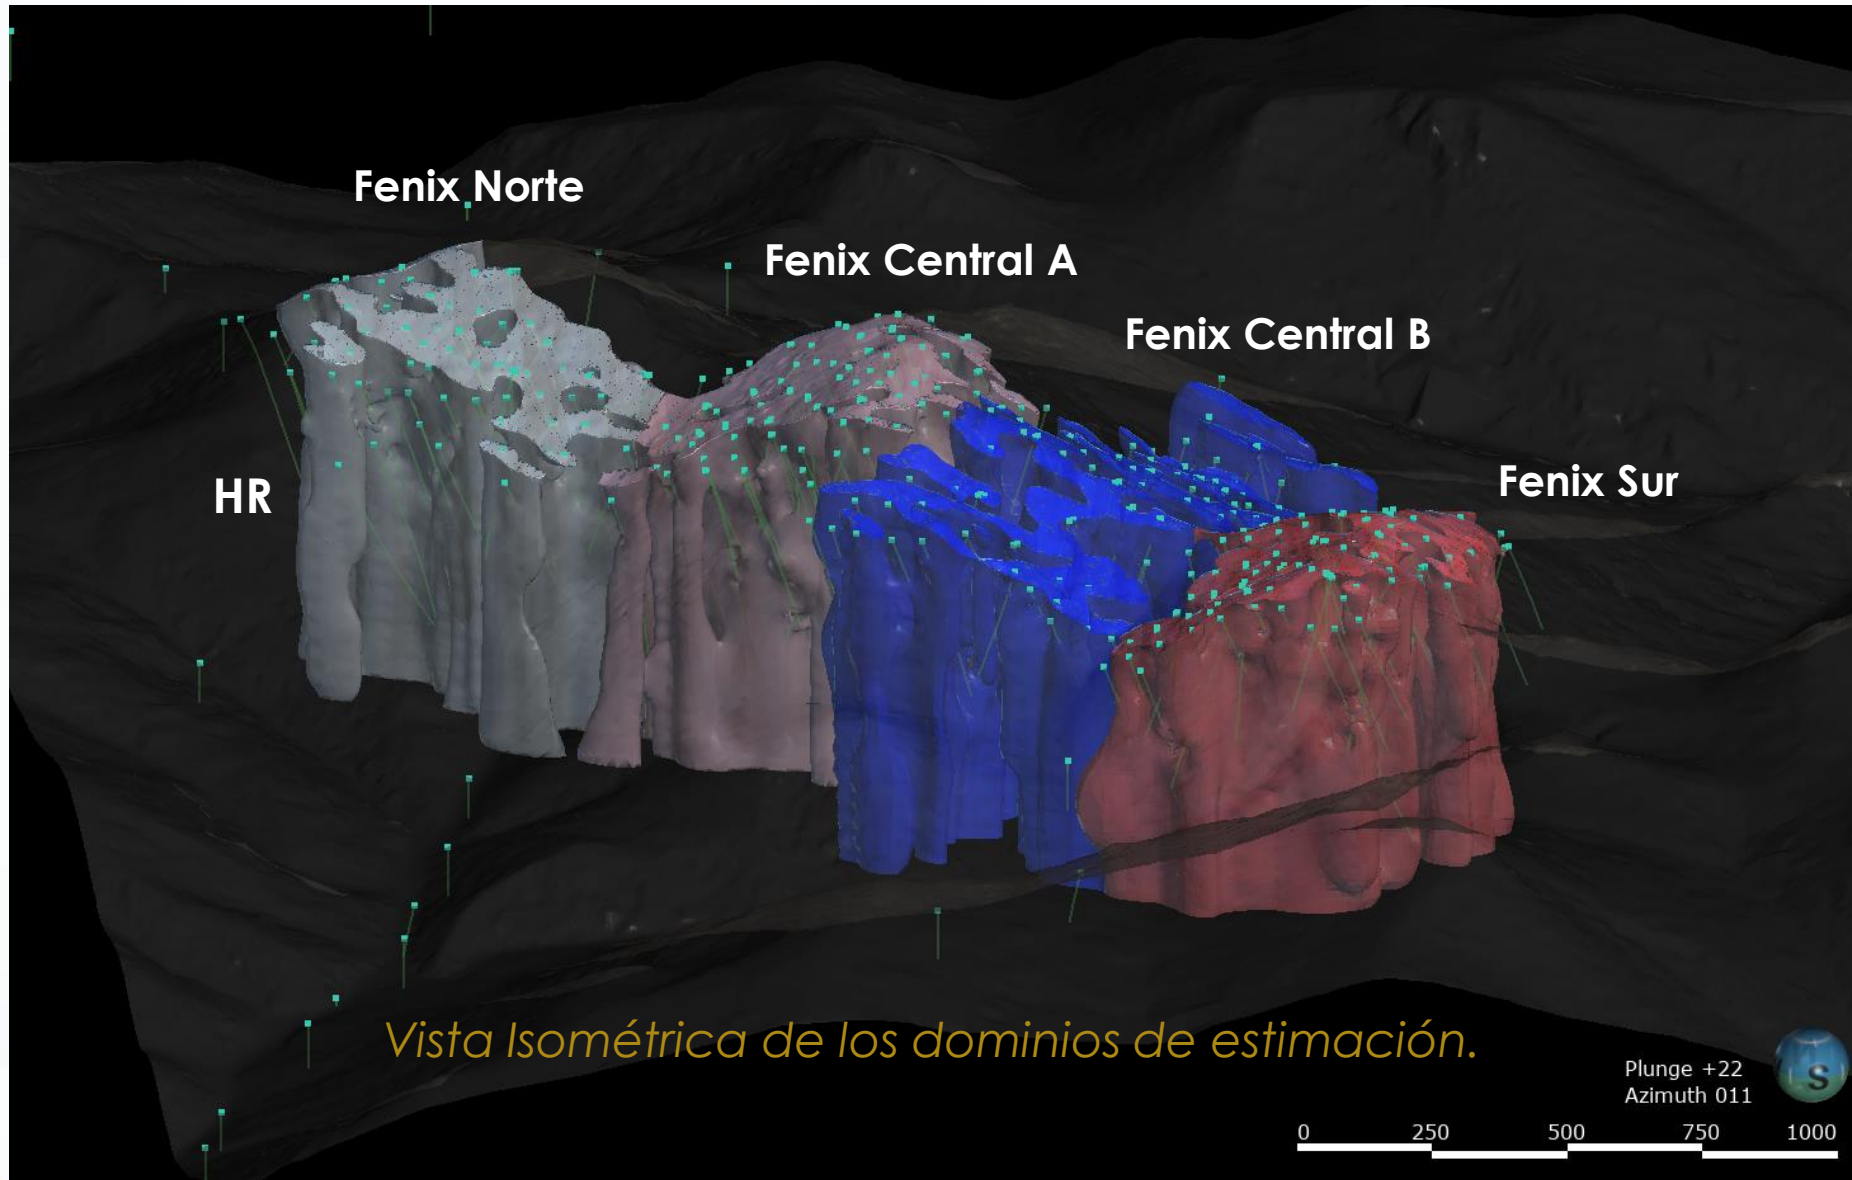 Fenix Norte
Fenix Central A
Fenix Central B
Fenix Sur
HR
Vista Isométrica de los dominios de estimación.
Plunge +22
Azimuth 011
S
0 250 500 750 1000